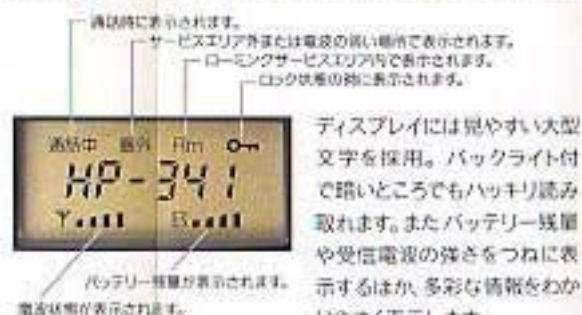 通話時に表示されます。
サービスエリア外または電波の弱い場所で表示されます。
ローミングサービスエリア内で表示されます。
ロック状態の時に表示されます。
通話中 圏外 Rm
HP-341
B
バッテリー残量が表示されます。
電波状態が表示されます。
ディスプレイには見やすい大型
文字を採用。バックライト付
で暗いところでもハッキリ読み
取れます。またバッテリー残量
や受信電波の強さをつねに表
示するほか、多彩な情報をわか
りやすく表示します。